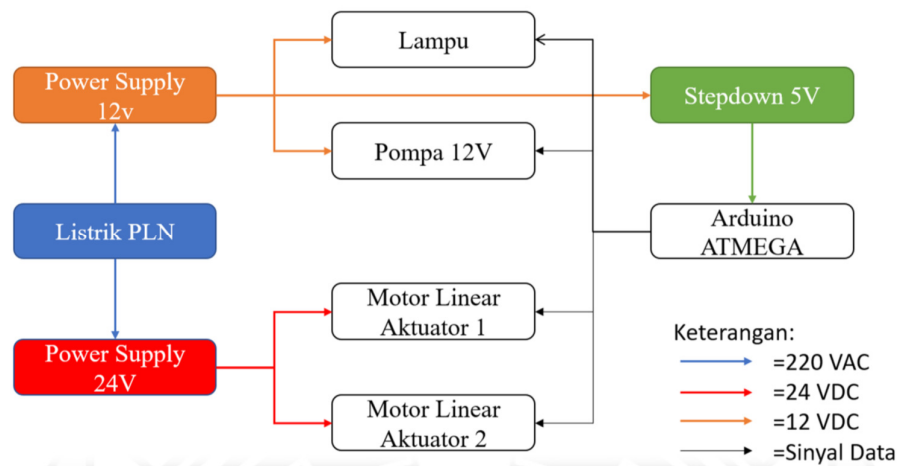 Lampu
Power Supply
12v
Stepdown 5V
Pompa 12V
Listrik PLN
Arduino
ATMEGA
Motor Linear
Aktuator 1
Power Supply
24V
Motor Linear
Aktuator 2
Keterangan:
=220 VAC
=24 VDC
=12 VDC
=Sinyal Data